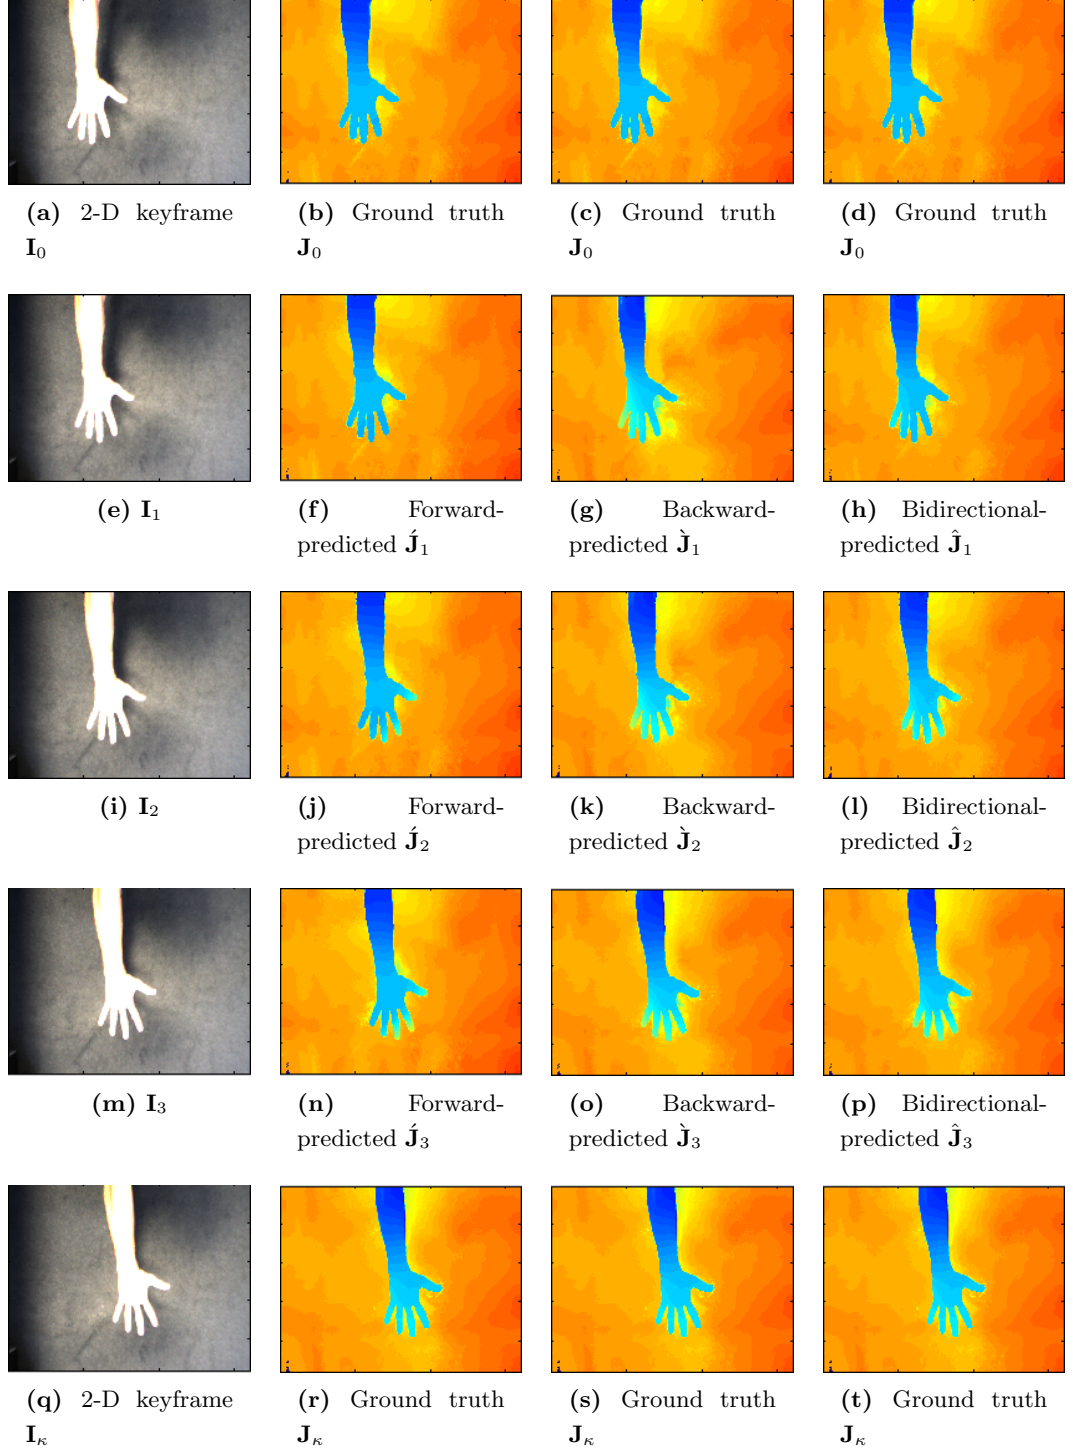 (a) 2-D keyframe
I₀
(b) Ground truth
J₀
(c) Ground truth
J₀
(d) Ground truth
J₀
(e) I₁
(f) Forward-
predicted J́₁
(g) Backward-
predicted J̀₁
(h) Bidirectional-
predicted Ĵ₁
(i) I₂
(j) Forward-
predicted J́₂
(k) Backward-
predicted J̀₂
(l) Bidirectional-
predicted Ĵ₂
(m) I₃
(n) Forward-
predicted J́₃
(o) Backward-
predicted J̀₃
(p) Bidirectional-
predicted Ĵ₃
(q) 2-D keyframe
I_κ
(r) Ground truth
J_κ
(s) Ground truth
J_κ
(t) Ground truth
J_κ